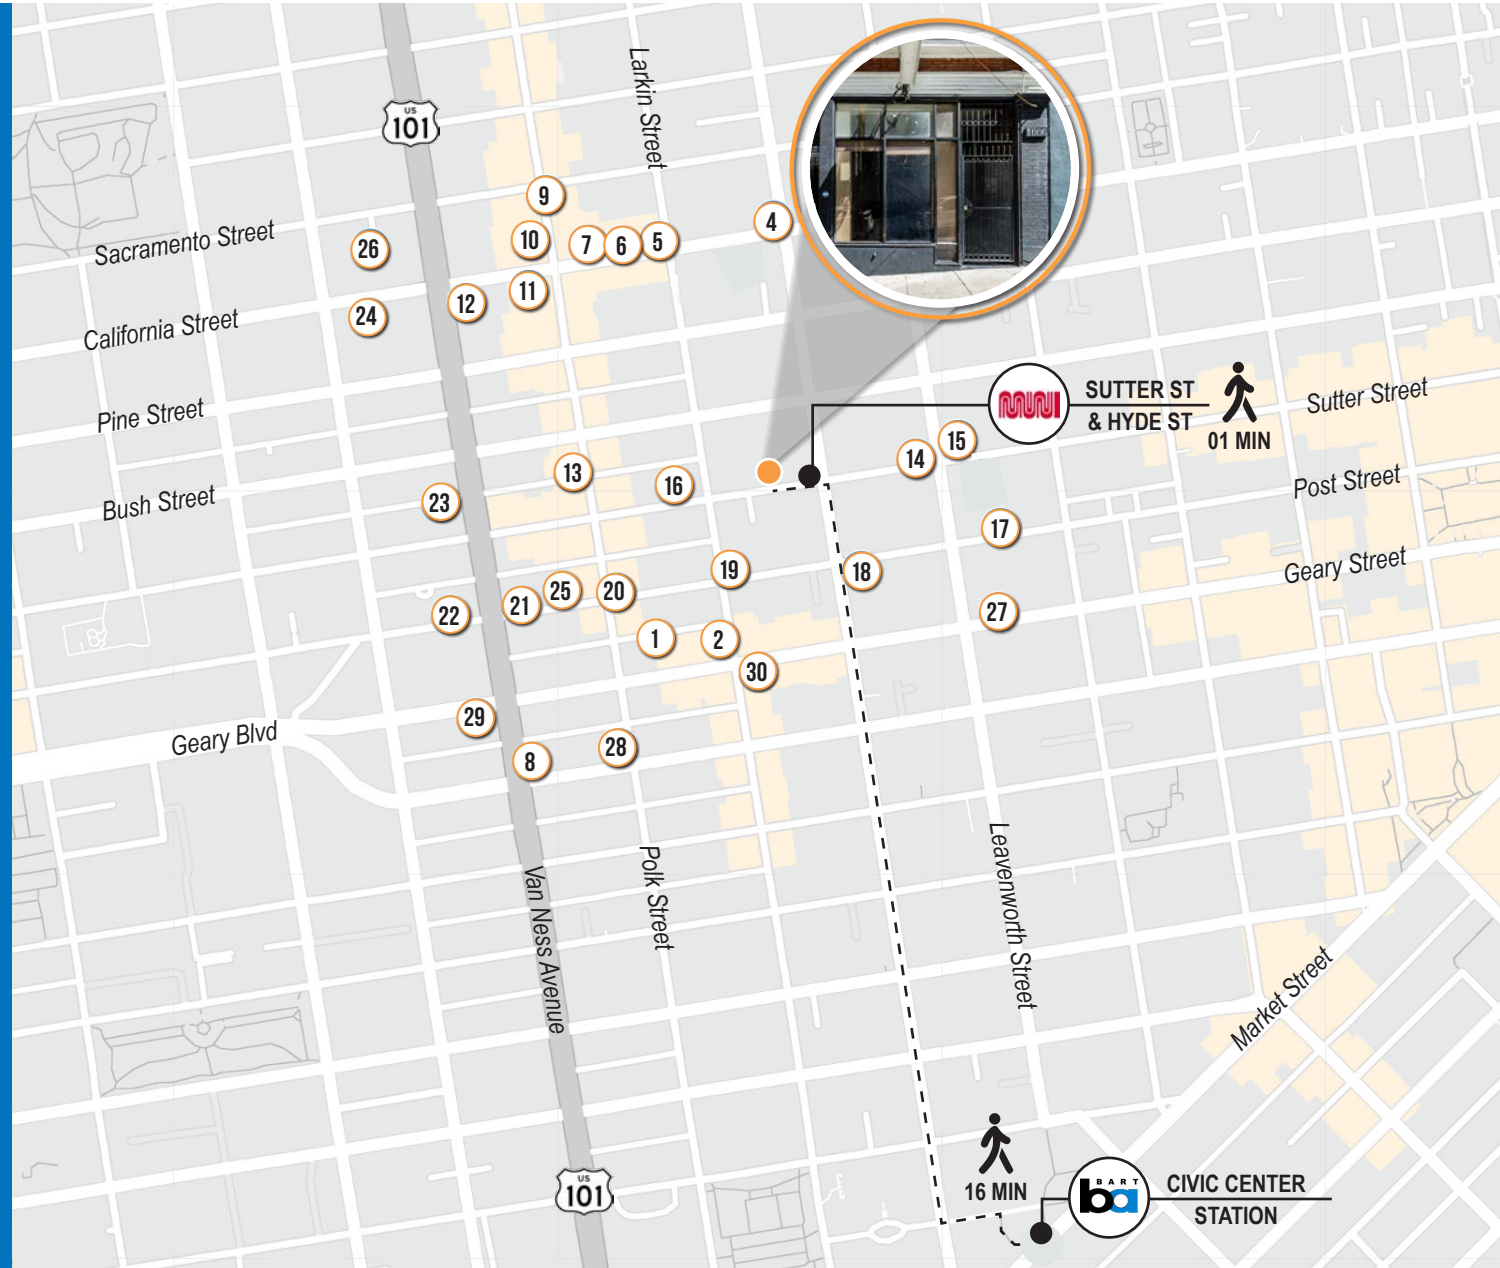 Larkin Street
US
101
1006
9
4
Sacramento Street
26
10
7
6
5
11
12
24
California Street
MUNI
SUTTER ST
& HYDE ST
01 MIN
Sutter Street
Pine Street
15
14
13
16
Post Street
Bush Street
23
17
Geary Street
19
18
25
20
21
22
27
1
2
30
29
Geary Blvd
28
8
Leavenworth Street
Polk Street
Van Ness Avenue
Market Street
16 MIN
US
101
BART
ba
CIVIC CENTER
STATION